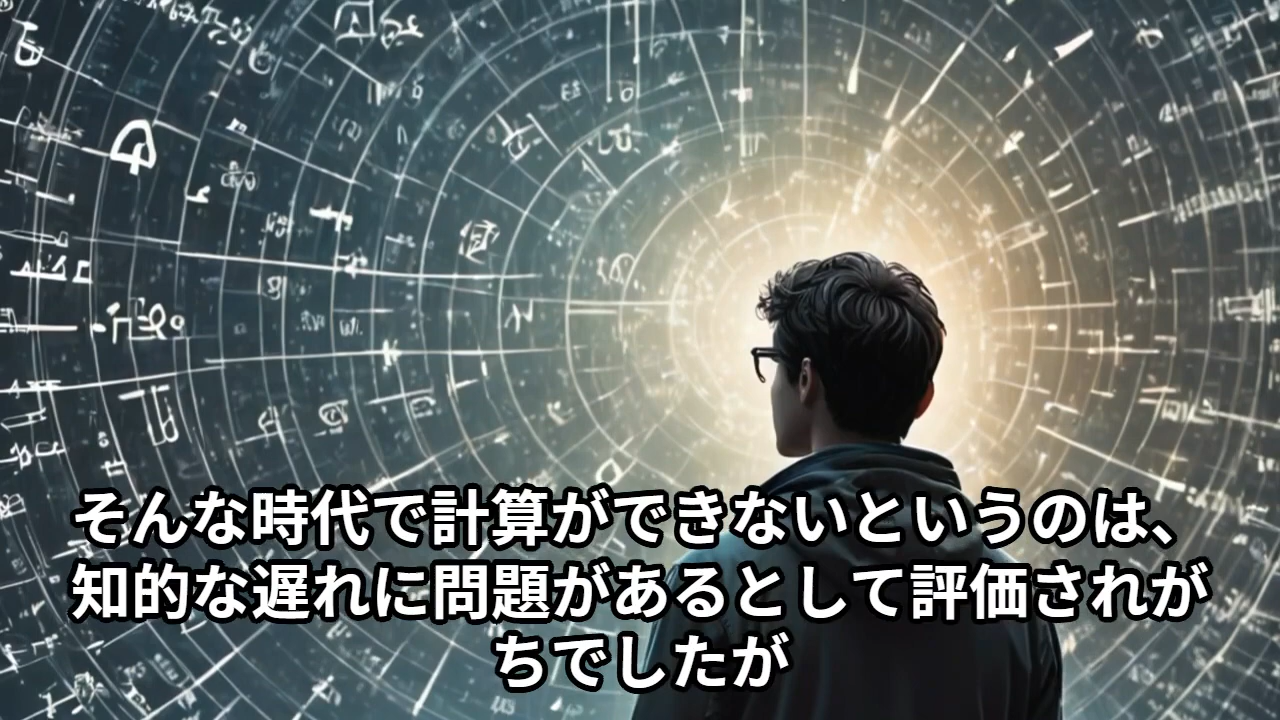 そんな時代で計算ができないというのは、
知的な遅れに問題があるとして評価されが
ちでしたが